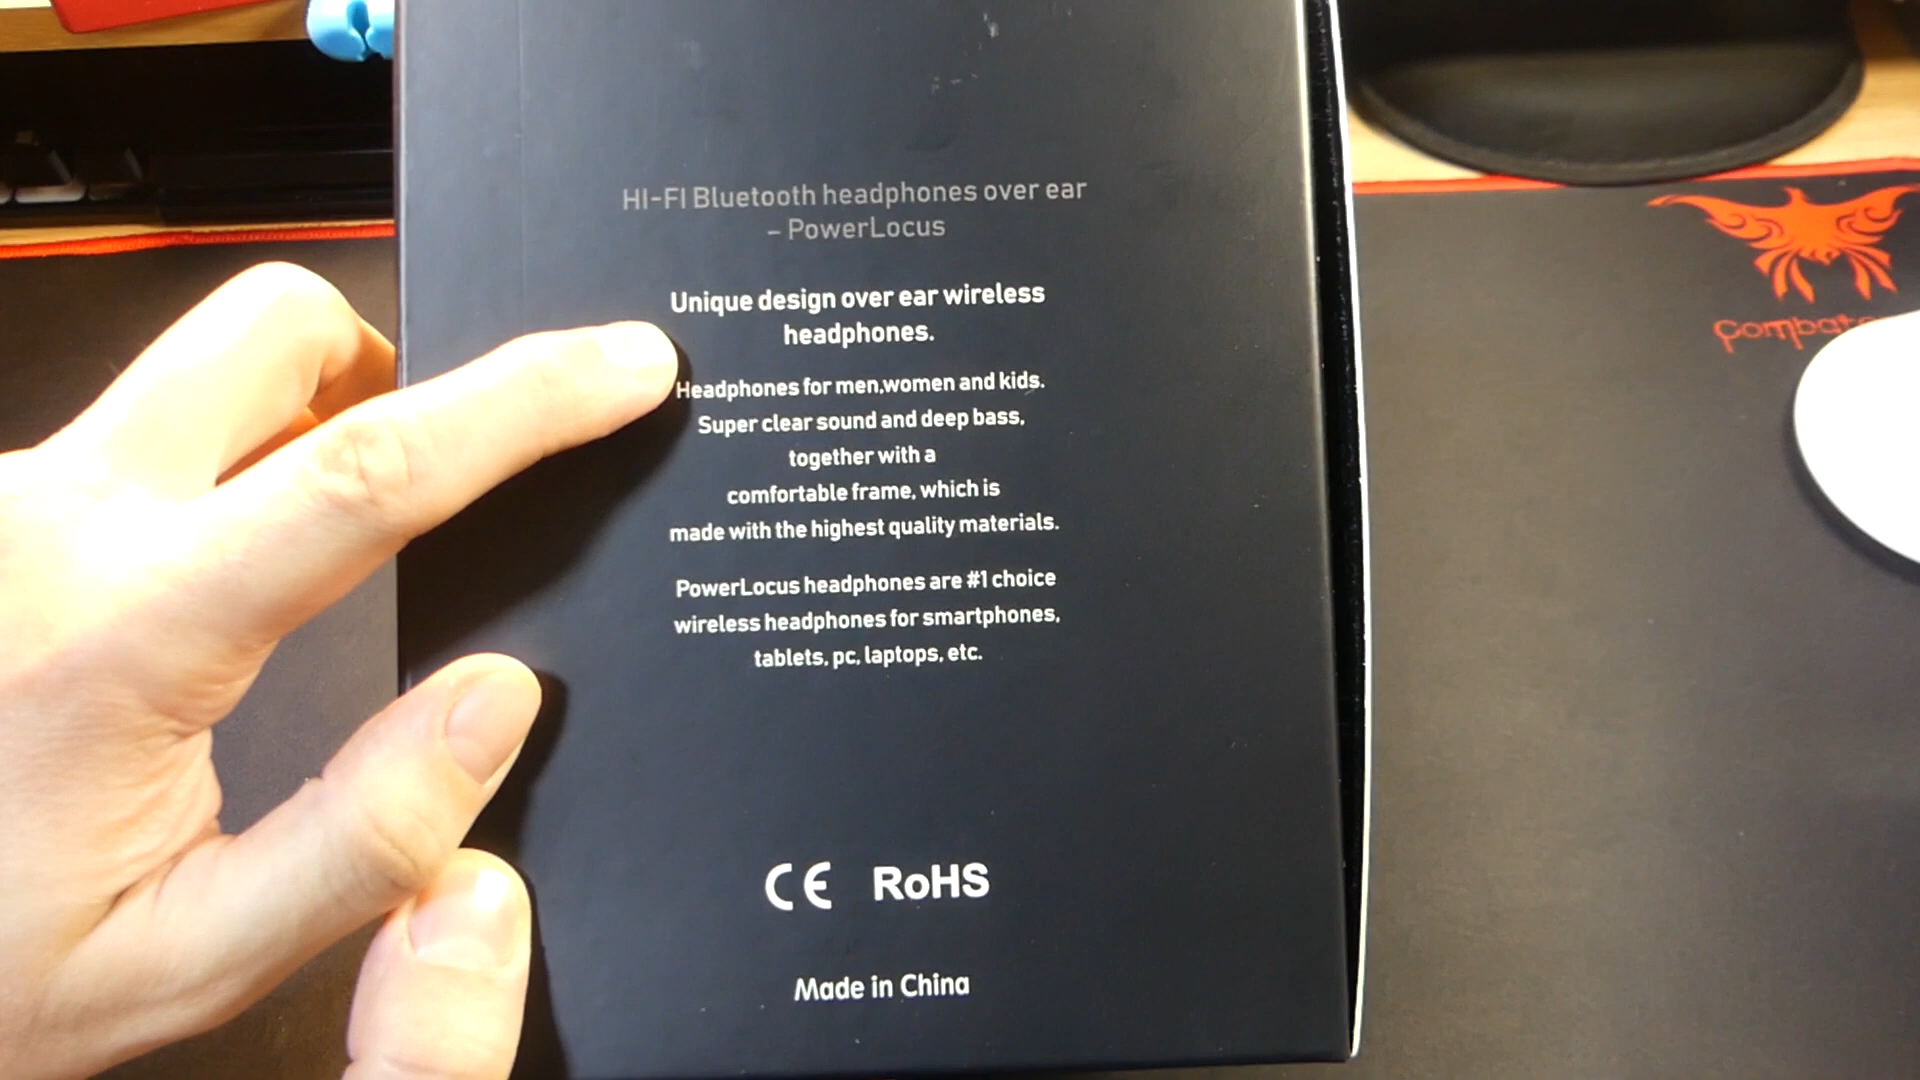 HI-FI Bluetooth headphones over ear
– PowerLocus
Unique design over ear wireless
headphones.
Headphones for men,women and kids.
Super clear sound and deep bass,
together with a
comfortable frame, which is
made with the highest quality materials.
PowerLocus headphones are #1 choice
wireless headphones for smartphones,
tablets, pc, laptops, etc.
CE RoHS
Made in China